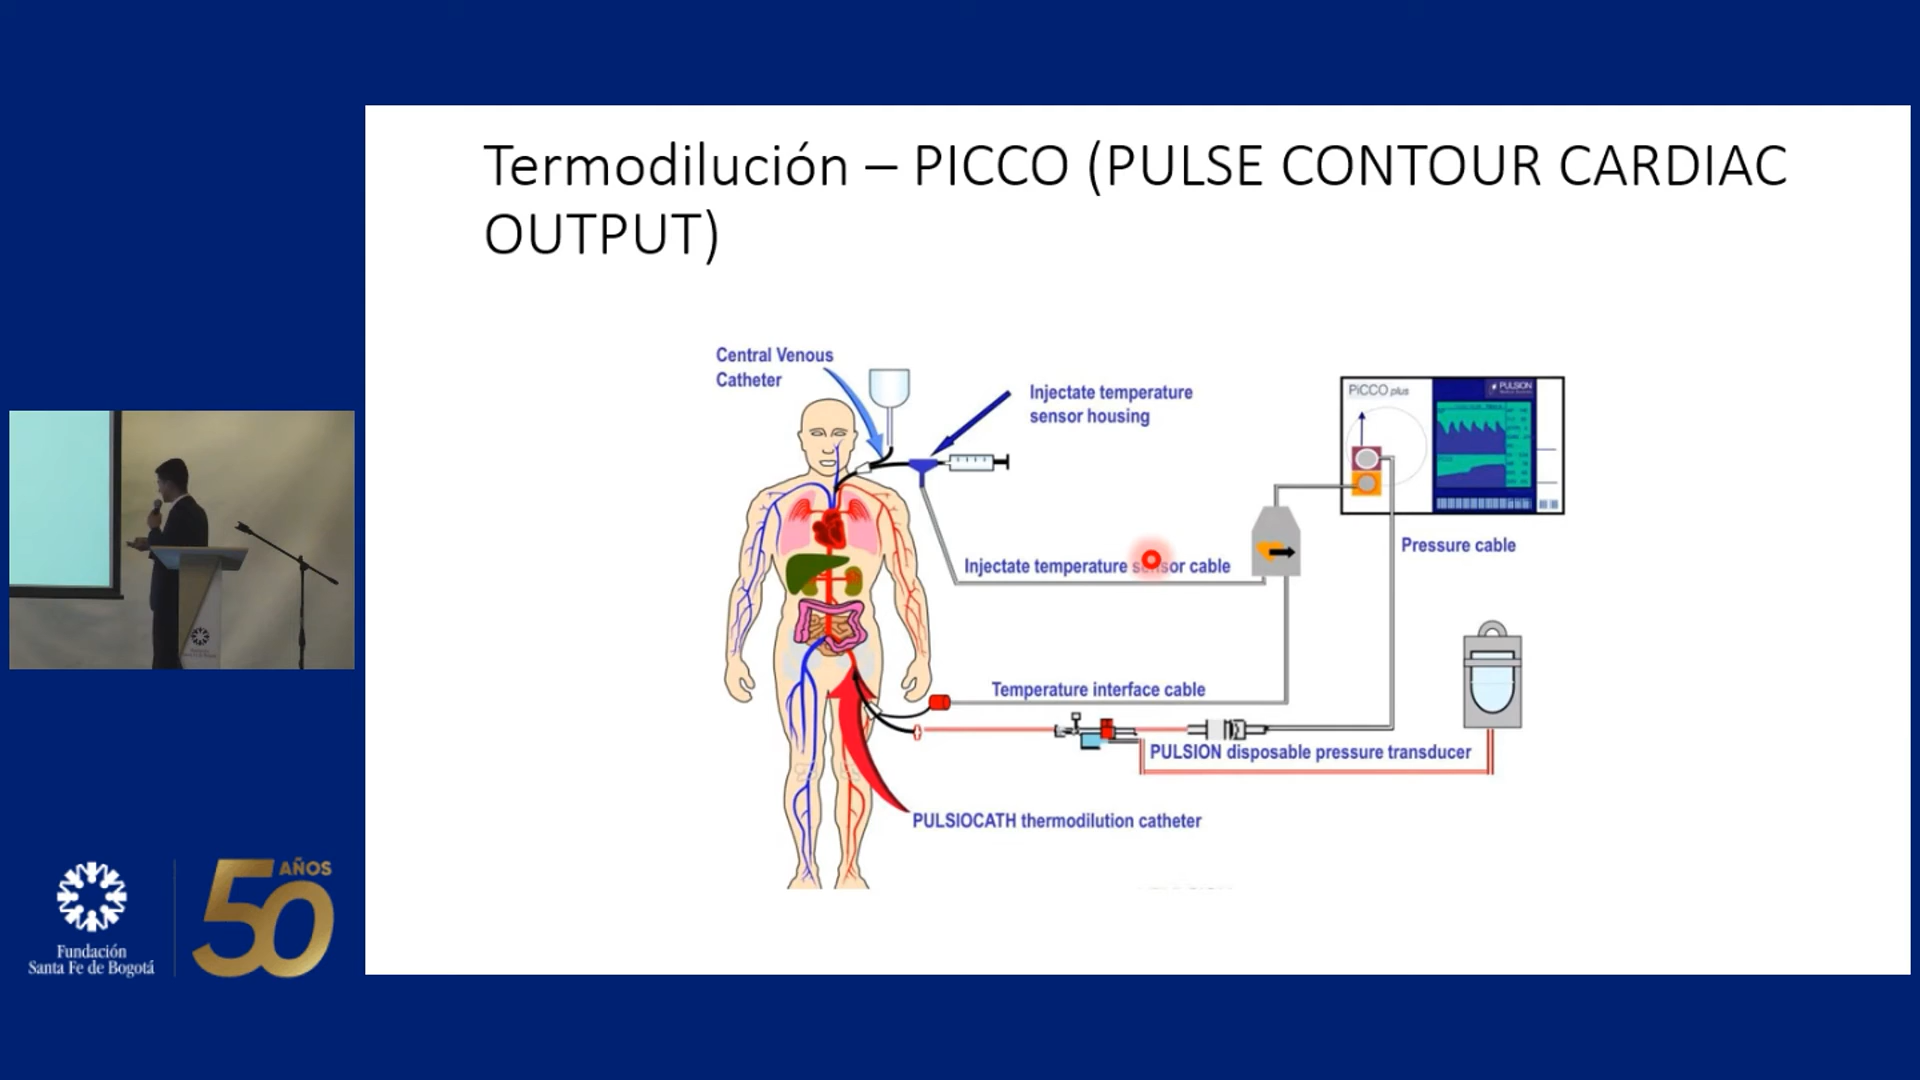 Termodilución – PICCO (PULSE CONTOUR CARDIAC
OUTPUT)
Central Venous
Catheter
Injectate temperature
sensor housing
PiCCO plus
PULSION
Injectate temperature sensor cable
Pressure cable
Temperature interface cable
PULSION disposable pressure transducer
PULSIOCATH thermodilution catheter
Fundación
Santa Fe de Bogotá
50 AÑOS